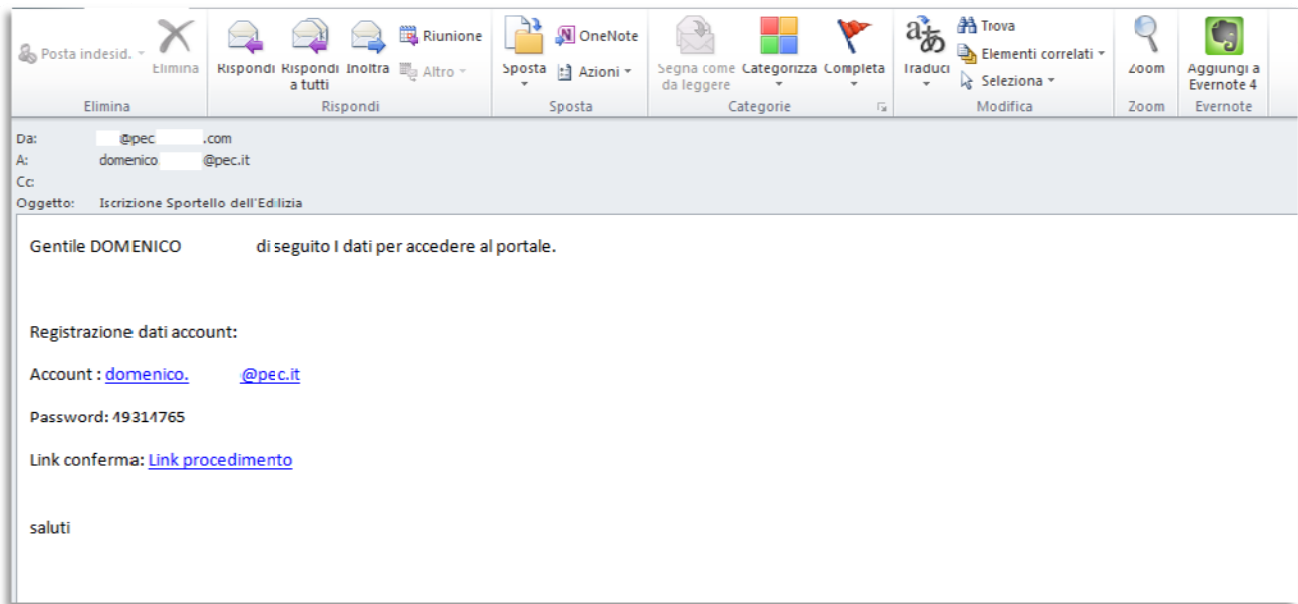 Posta indesid.
Elimina
Rispondi
Rispondi a tutti
Inoltra
Riunione
Altro
Sposta
OneNote
Azioni
Segna come da leggere
Categorizza
Completa
Traduci
Trova
Elementi correlati
Seleziona
Zoom
Aggiungi a Evernote 4
Elimina
Rispondi
Sposta
Categorie
Modifica
Zoom
Evernote
Da: @pec .com
A: domenico @pec.it
Cc:
Oggetto: Iscrizione Sportello dell'Edilizia
Gentile DOMENICO di seguito I dati per accedere al portale.
Registrazione dati account:
Account : domenico. @pec.it
Password: 49314765
Link conferma: Link procedimento
saluti